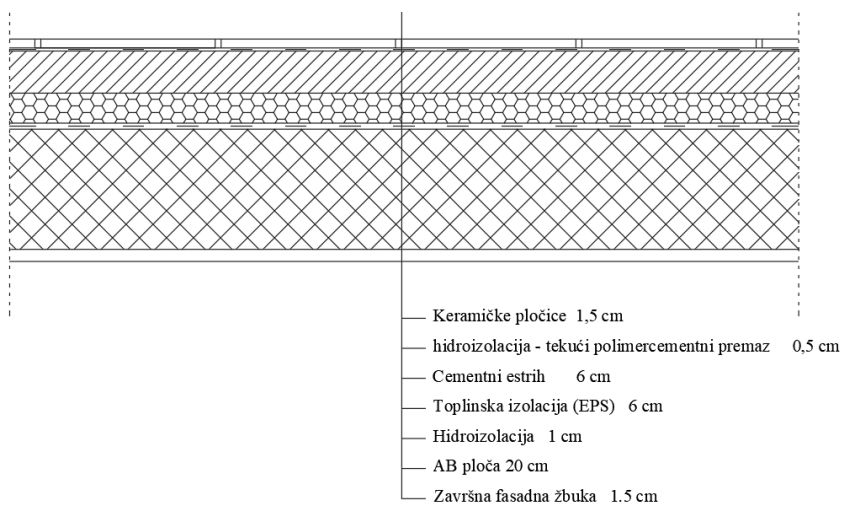 Keramičke pločice 1,5 cm
hidroizolacija - tekući polimercementni premaz 0,5 cm
Cementni estrih 6 cm
Toplinska izolacija (EPS) 6 cm
Hidroizolacija 1 cm
AB ploča 20 cm
Završna fasadna žbuka 1.5 cm